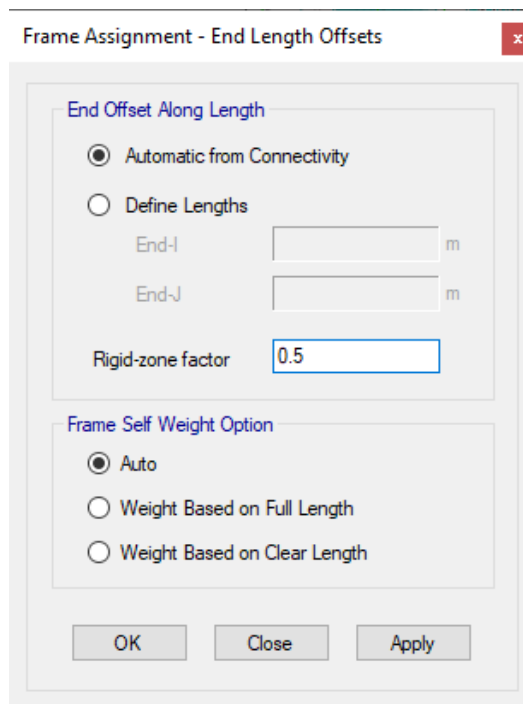 Frame Assignment - End Length Offsets
x
End Offset Along Length
Automatic from Connectivity
Define Lengths
End-I m
End-J m
Rigid-zone factor 0.5
Frame Self Weight Option
Auto
Weight Based on Full Length
Weight Based on Clear Length
OK Close Apply